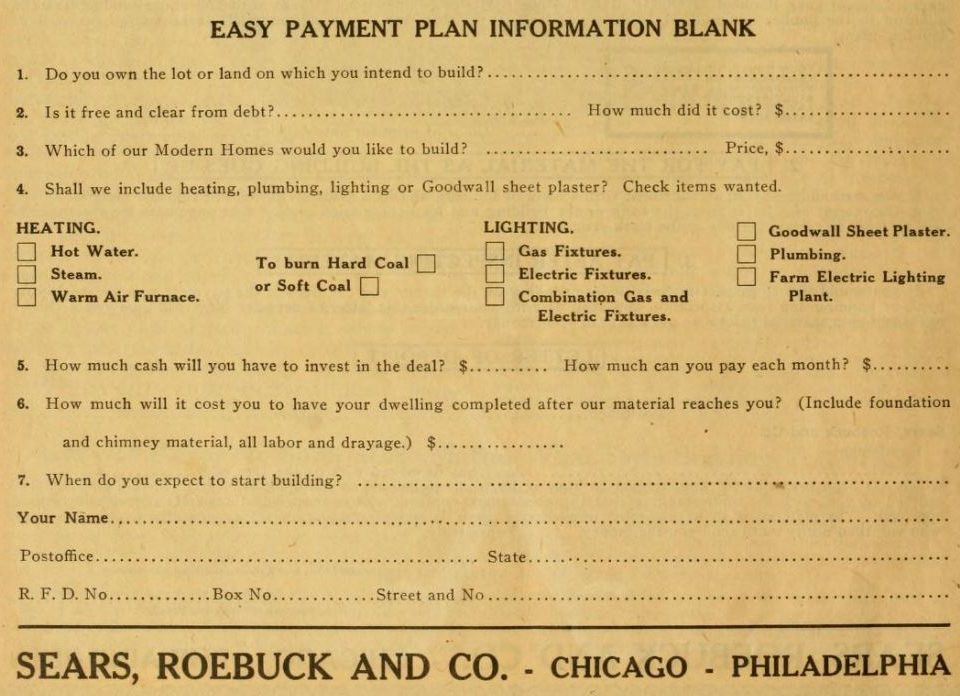 EASY PAYMENT PLAN INFORMATION BLANK
1. Do you own the lot or land on which you intend to build?
2. Is it free and clear from debt? How much did it cost? $
3. Which of our Modern Homes would you like to build? Price, $
4. Shall we include heating, plumbing, lighting or Goodwall sheet plaster? Check items wanted.
HEATING.
Hot Water.
Steam.
Warm Air Furnace.
To burn Hard Coal
or Soft Coal
LIGHTING.
Gas Fixtures.
Electric Fixtures.
Combination Gas and
Electric Fixtures.
Goodwall Sheet Plaster.
Plumbing.
Farm Electric Lighting
Plant.
5. How much cash will you have to invest in the deal? $.......... How much can you pay each month? $..........
6. How much will it cost you to have your dwelling completed after our material reaches you? (Include foundation
and chimney material, all labor and drayage.) $................
7. When do you expect to start building?
Your Name
Postoffice State
R. F. D. No. Box No. Street and No.
SEARS, ROEBUCK AND CO. - CHICAGO - PHILADELPHIA